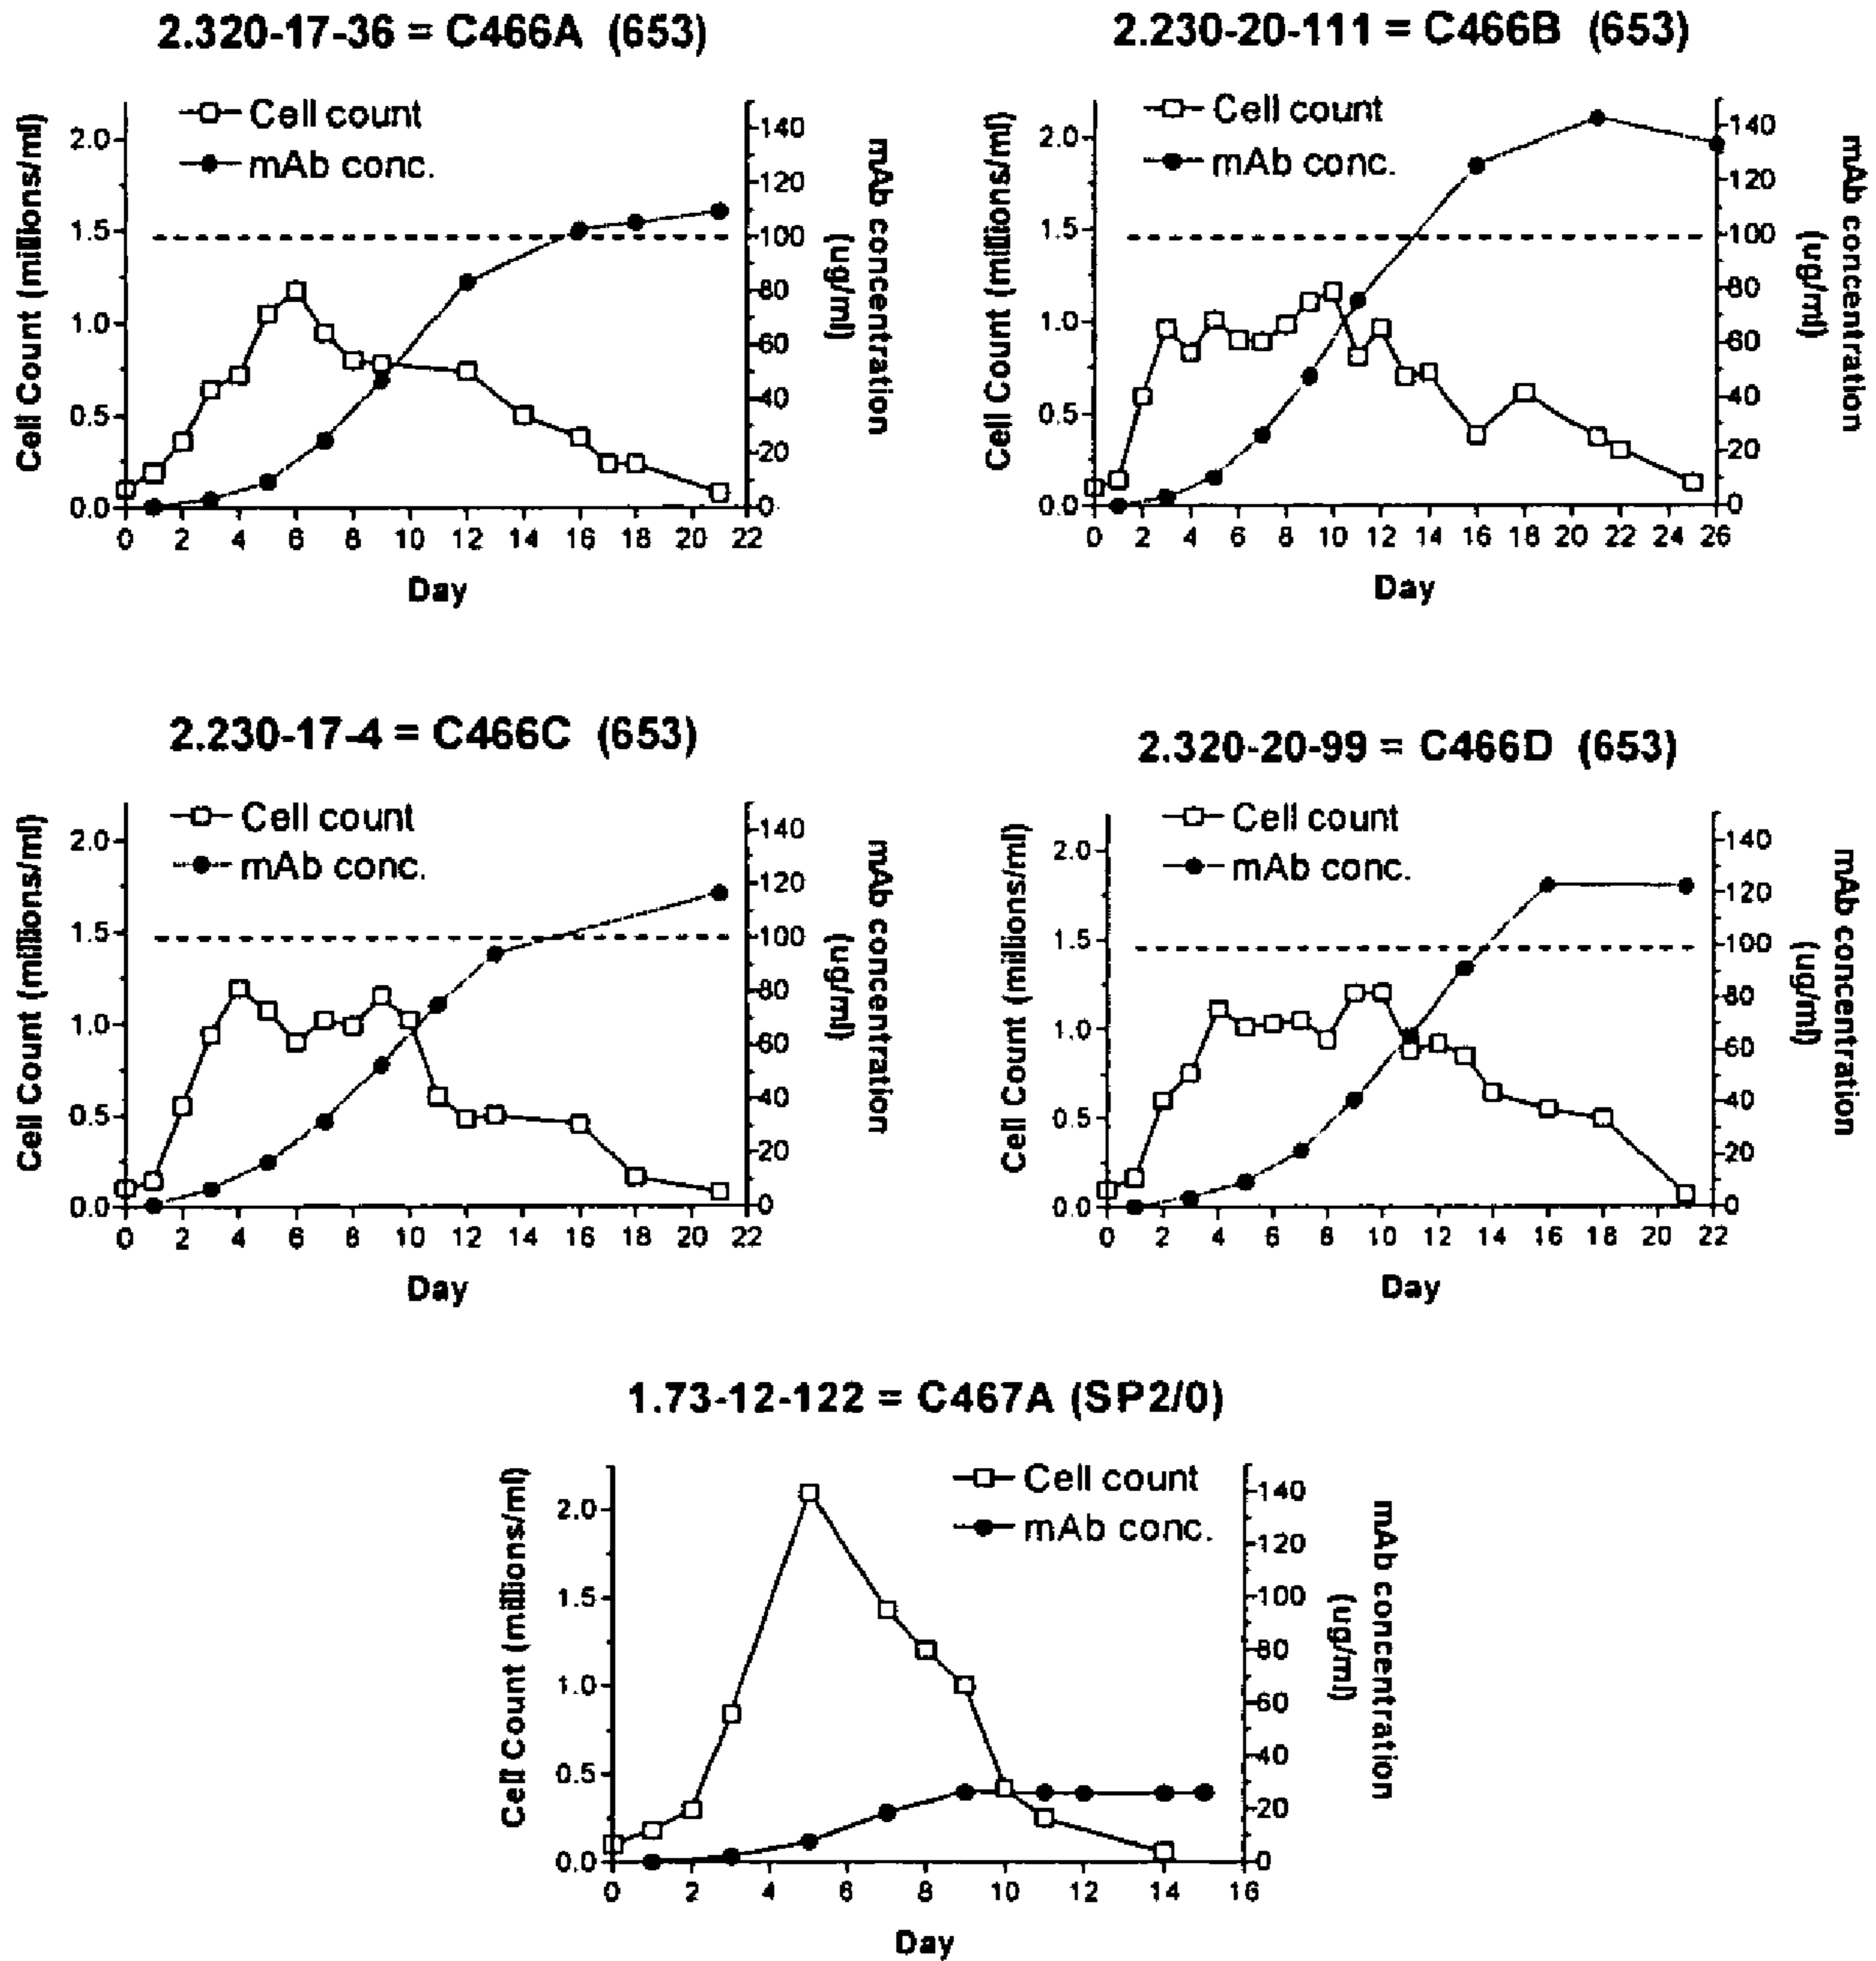 2.320-17-36 = C466A (653)
Cell count
mAb conc.
Cell Count (millions/ml)
2.0
1.5
1.0
0.5
0.0
140
120
100
80
60
40
20
0
mAb concentration
(ug/ml)
0 2 4 6 8 10 12 14 16 18 20 22
Day
2.230-20-111 = C466B (653)
Cell count
mAb conc.
Cell Count (millions/ml)
2.0
1.5
1.0
0.5
0.0
140
120
100
80
60
40
20
0
mAb concentration
(ug/ml)
0 2 4 6 8 10 12 14 16 18 20 22 24 26
Day
2.230-17-4 = C466C (653)
Cell count
mAb conc.
Cell Count (millions/ml)
2.0
1.5
1.0
0.5
0.0
140
120
100
80
60
40
20
0
mAb concentration
(ug/ml)
0 2 4 6 8 10 12 14 16 18 20 22
Day
2.320-20-99 = C466D (653)
Cell count
mAb conc.
Cell Count (millions/ml)
2.0
1.5
1.0
0.5
0.0
140
120
100
80
60
40
20
0
mAb concentration
(ug/ml)
0 2 4 6 8 10 12 14 16 18 20 22
Day
1.73-12-122 = C467A (SP2/0)
Cell count
mAb conc.
Cell Count (millions/ml)
2.0
1.5
1.0
0.5
0.0
140
120
100
80
60
40
20
0
mAb concentration
(ug/ml)
0 2 4 6 8 10 12 14 16
Day